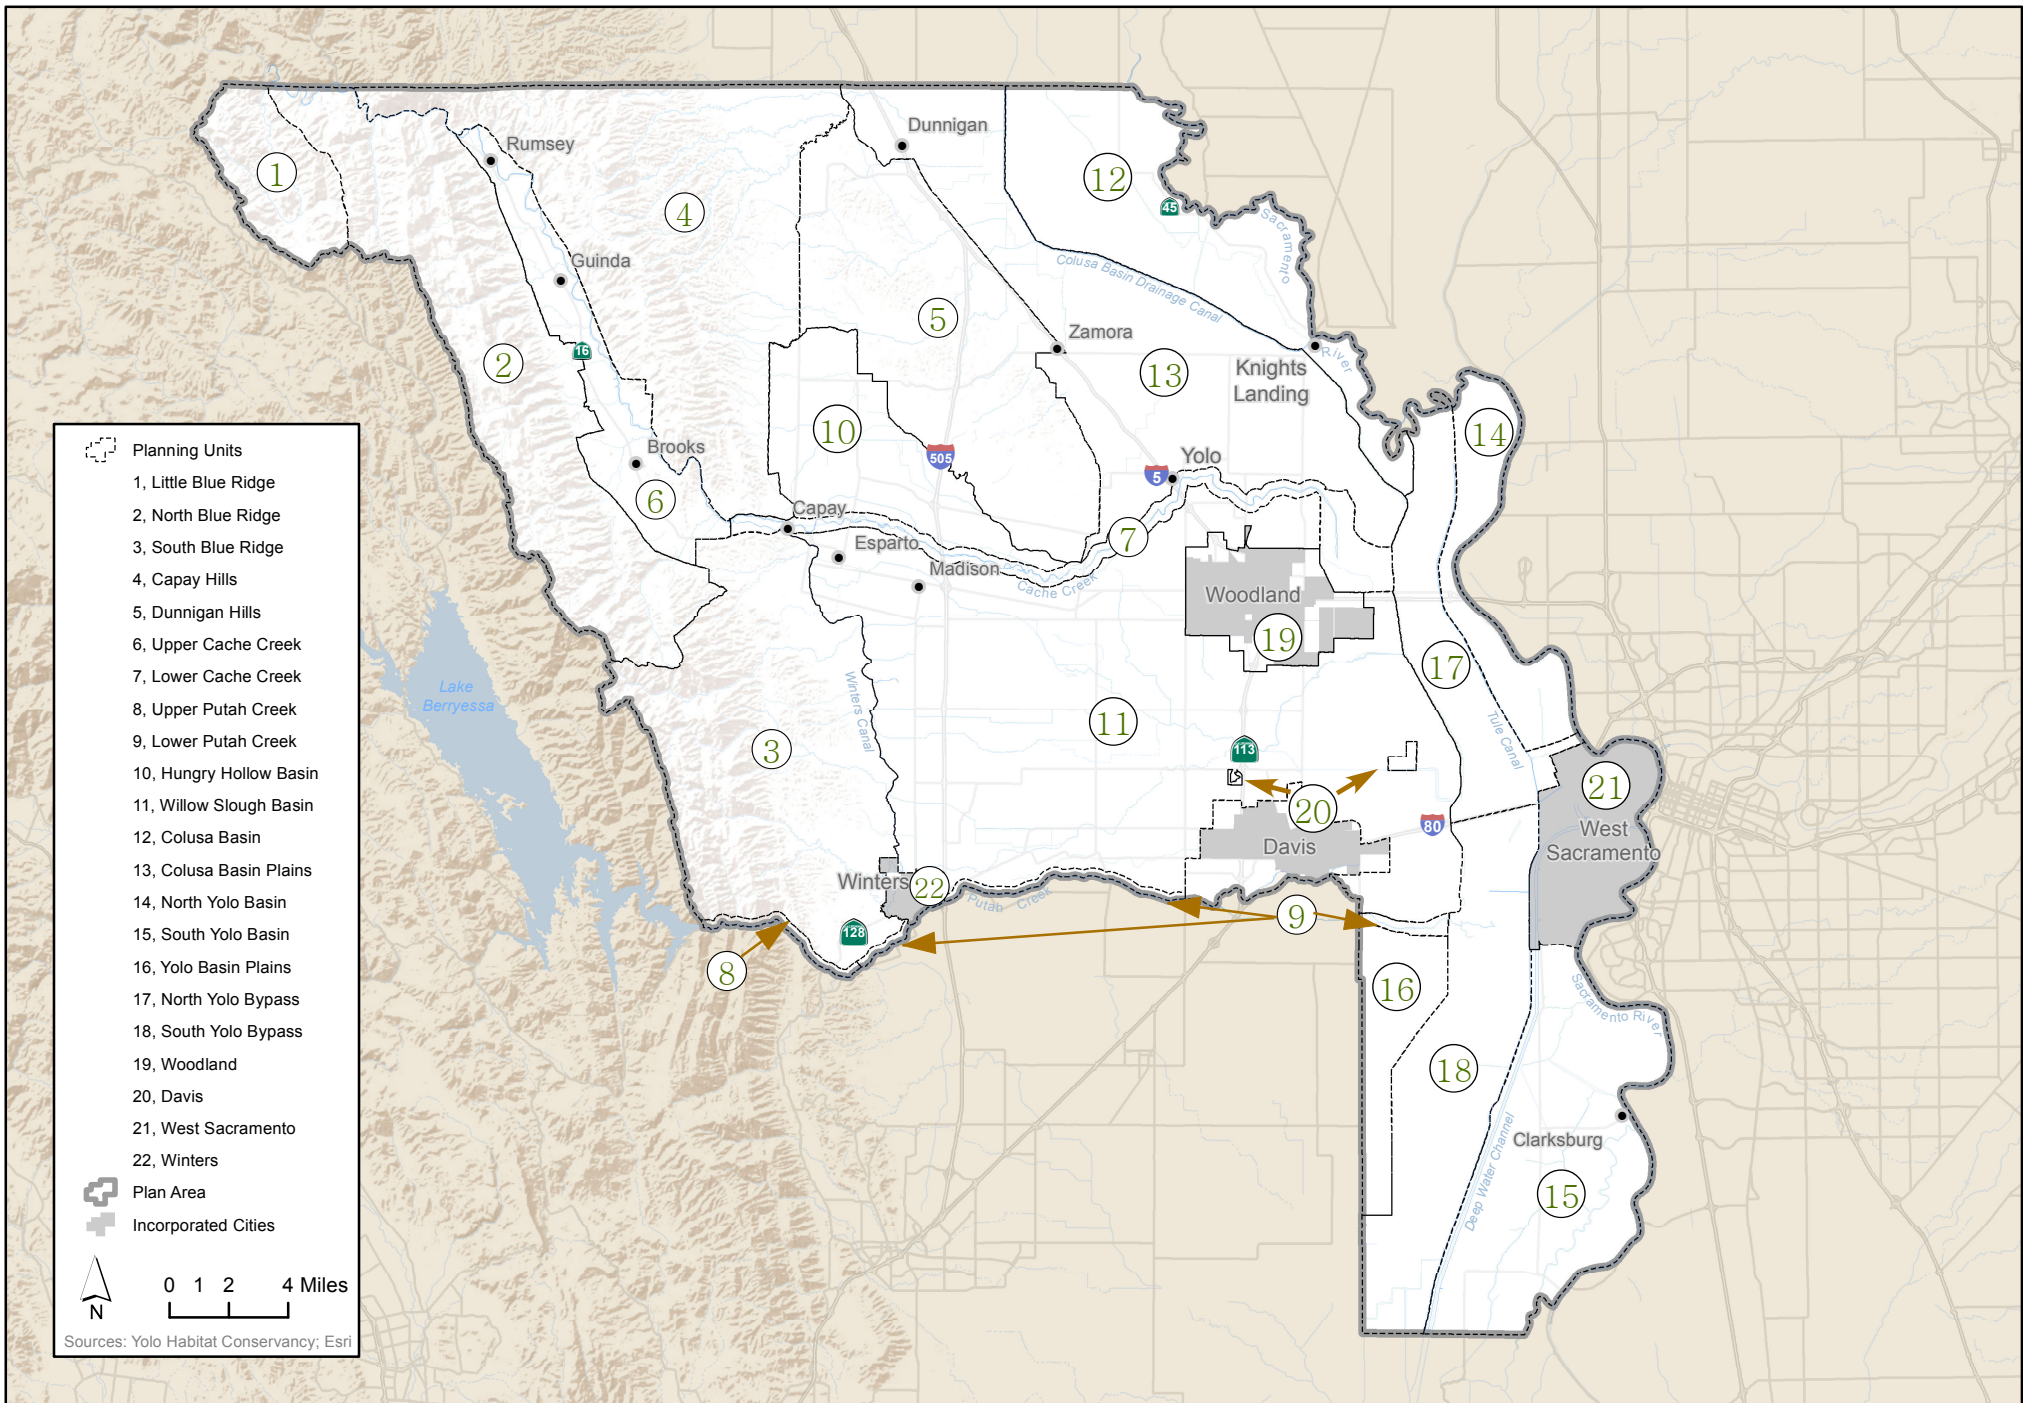 Rumsey
Dunnigan
1
12
45
4
Sacramento
Guinda
Colusa Basin Drainage Canal
5
Zamora
River
16
2
13
Knights
Landing
10
14
Planning Units
Brooks
505
Yolo
5
1, Little Blue Ridge
6
2, North Blue Ridge
Capay
7
3, South Blue Ridge
Esparto
Madison
4, Capay Hills
Cache Creek
Woodland
5, Dunnigan Hills
19
6, Upper Cache Creek
17
7, Lower Cache Creek
Lake
Berryessa
Winters Canal
8, Upper Putah Creek
11
Tule Canal
9, Lower Putah Creek
3
113
10, Hungry Hollow Basin
21
11, Willow Slough Basin
20
80
West
Sacramento
12, Colusa Basin
Davis
13, Colusa Basin Plains
Winters
22
Putah Creek
14, North Yolo Basin
9
128
15, South Yolo Basin
8
16, Yolo Basin Plains
16
Sacramento River
17, North Yolo Bypass
18, South Yolo Bypass
18
19, Woodland
20, Davis
21, West Sacramento
Clarksburg
22, Winters
Deep Water Channel
15
Plan Area
Incorporated Cities
0 1 2 4 Miles
N
Sources: Yolo Habitat Conservancy; Esri